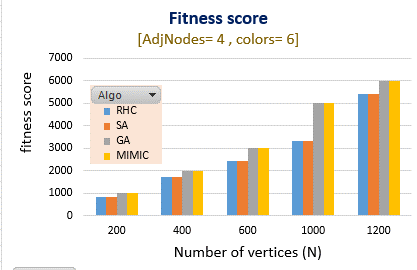 Fitness score
[AdjNodes= 4 , colors= 6]
fitness score
7000
6000
5000
4000
3000
2000
1000
0
Algo
RHC
SA
GA
MIMIC
200 400 600 1000 1200
Number of vertices (N)